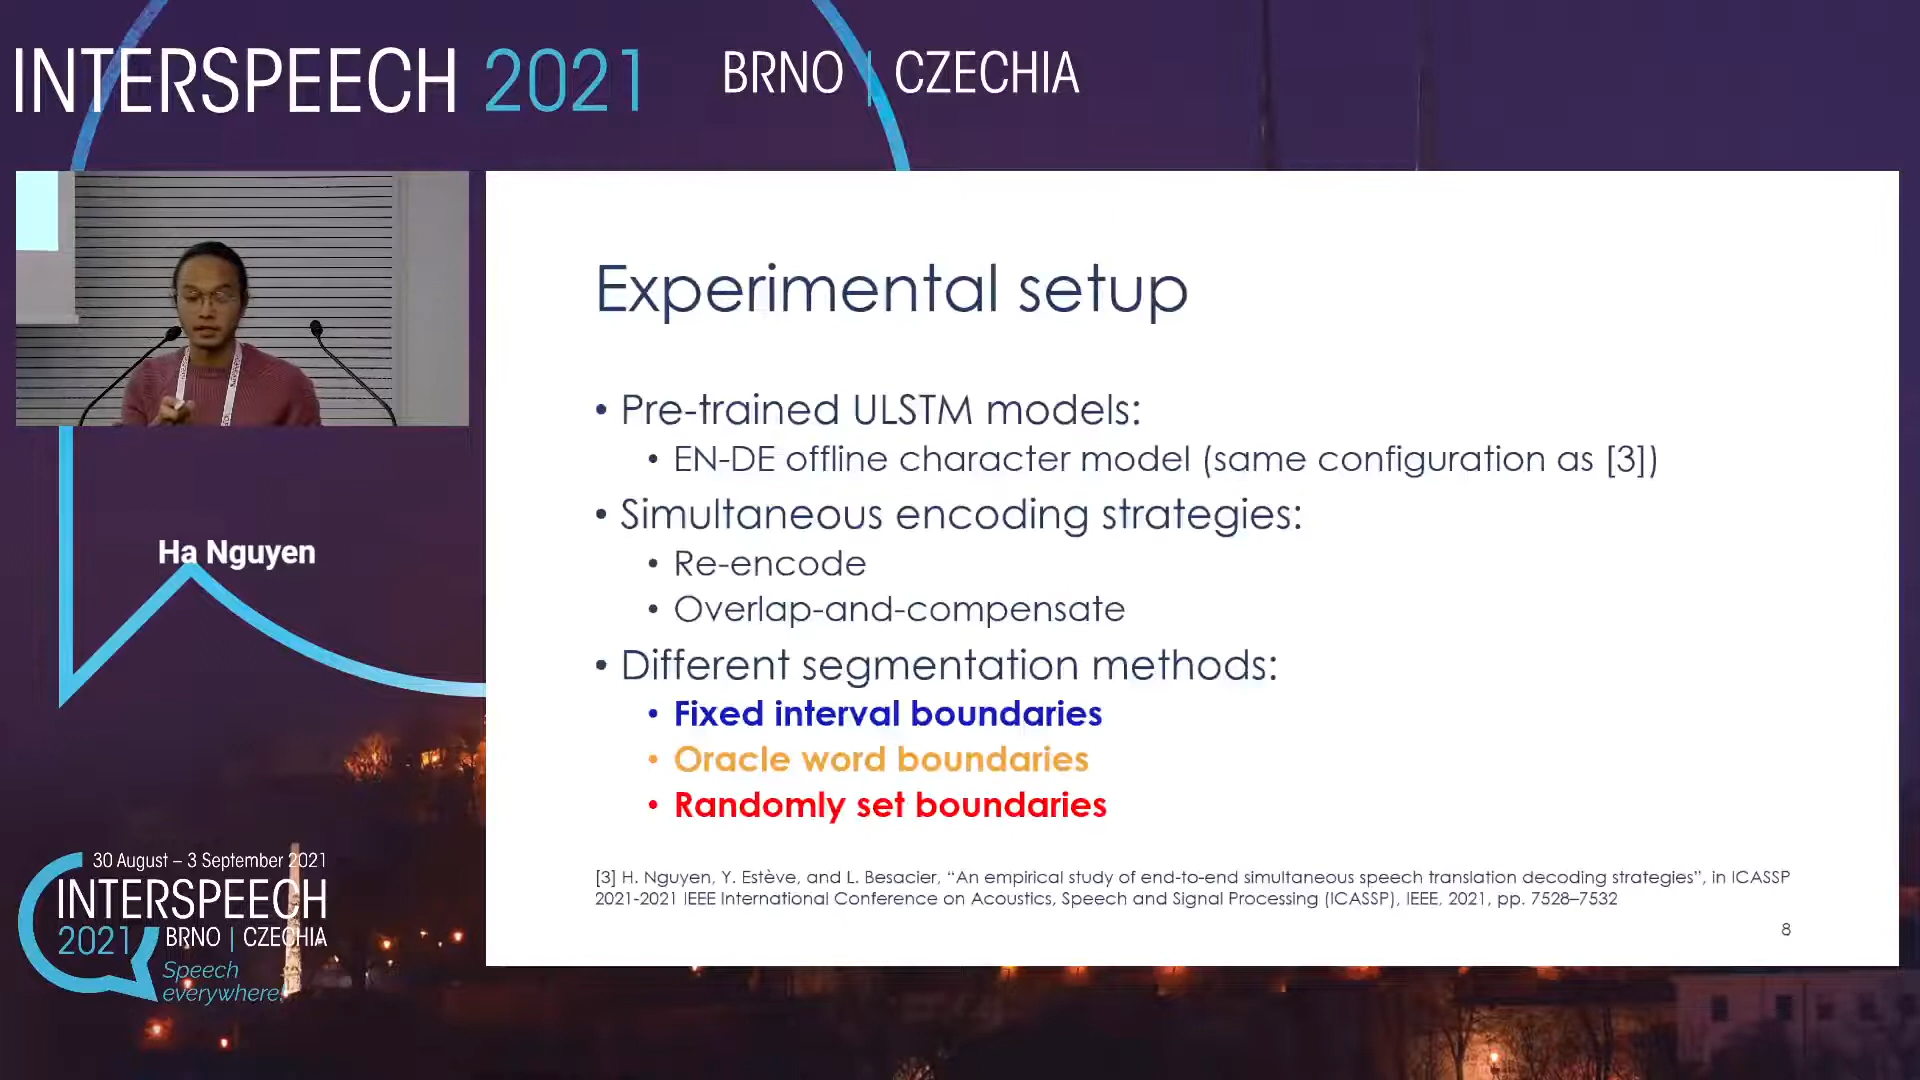 INTERSPEECH 2021 BRNO | CZECHIA
Experimental setup
• Pre-trained ULSTM models:
• EN-DE offline character model (same configuration as [3])
• Simultaneous encoding strategies:
• Re-encode
• Overlap-and-compensate
• Different segmentation methods:
• Fixed interval boundaries
• Oracle word boundaries
• Randomly set boundaries
[3] H. Nguyen, Y. Estève, and L. Besacier, “An empirical study of end-to-end simultaneous speech translation decoding strategies”, in ICASSP
2021-2021 IEEE International Conference on Acoustics, Speech and Signal Processing (ICASSP), IEEE, 2021, pp. 7528–7532
8
Ha Nguyen
30 August – 3 September 2021
INTERSPEECH
2021 BRNO | CZECHIA
Speech
everywhere!